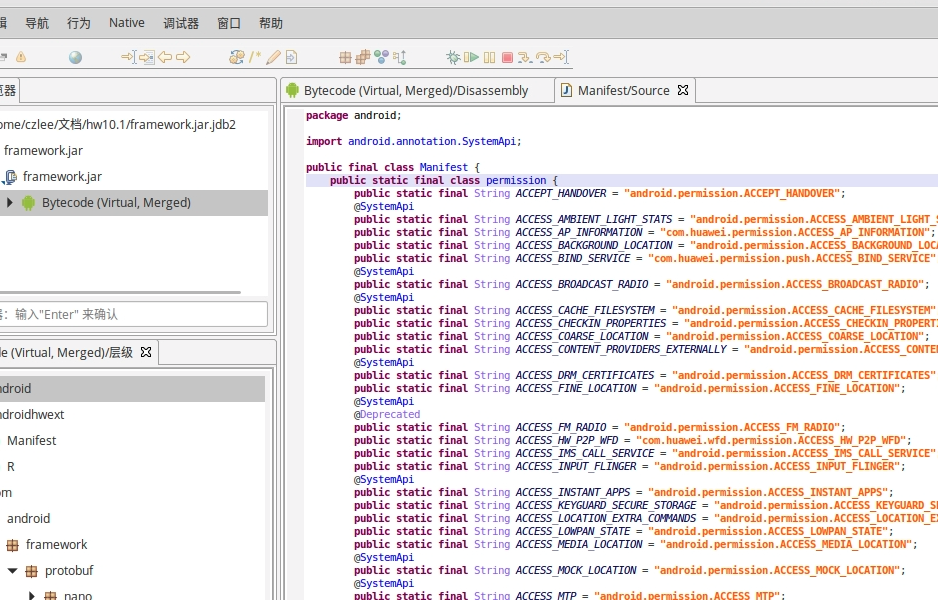 导航 行为 Native 调试器 窗口 帮助
Bytecode (Virtual, Merged)/Disassembly Manifest/Source
ome/czlee/文档/hw10.1/framework.jar.jdb2
framework.jar
framework.jar
Bytecode (Virtual, Merged)
输入"Enter" 来确认
de (Virtual, Merged)/层级
ndroid
ndroidhwext
Manifest
R
om
android
framework
protobuf
nano
package android;
import android.annotation.SystemApi;
public final class Manifest {
public static final class permission {
public static final String ACCEPT_HANDOVER = "android.permission.ACCEPT_HANDOVER";
@SystemApi
public static final String ACCESS_AMBIENT_LIGHT_STATS = "android.permission.ACCESS_AMBIENT_LIGHT_S
public static final String ACCESS_AP_INFORMATION = "com.huawei.permission.ACCESS_AP_INFORMATION";
public static final String ACCESS_BACKGROUND_LOCATION = "android.permission.ACCESS_BACKGROUND_LOCA
public static final String ACCESS_BIND_SERVICE = "com.huawei.permission.push.ACCESS_BIND_SERVICE"
@SystemApi
public static final String ACCESS_BROADCAST_RADIO = "android.permission.ACCESS_BROADCAST_RADIO";
@SystemApi
public static final String ACCESS_CACHE_FILESYSTEM = "android.permission.ACCESS_CACHE_FILESYSTEM"
public static final String ACCESS_CHECKIN_PROPERTIES = "android.permission.ACCESS_CHECKIN_PROPERTI
public static final String ACCESS_COARSE_LOCATION = "android.permission.ACCESS_COARSE_LOCATION";
public static final String ACCESS_CONTENT_PROVIDERS_EXTERNALLY = "android.permission.ACCESS_CONTE
@SystemApi
public static final String ACCESS_DRM_CERTIFICATES = "android.permission.ACCESS_DRM_CERTIFICATES"
public static final String ACCESS_FINE_LOCATION = "android.permission.ACCESS_FINE_LOCATION";
@SystemApi
@Deprecated
public static final String ACCESS_FM_RADIO = "android.permission.ACCESS_FM_RADIO";
public static final String ACCESS_HW_P2P_WFD = "com.huawei.wfd.permission.ACCESS_HW_P2P_WFD";
public static final String ACCESS_IMS_CALL_SERVICE = "android.permission.ACCESS_IMS_CALL_SERVICE"
public static final String ACCESS_INPUT_FLINGER = "android.permission.ACCESS_INPUT_FLINGER";
@SystemApi
public static final String ACCESS_INSTANT_APPS = "android.permission.ACCESS_INSTANT_APPS";
public static final String ACCESS_KEYGUARD_SECURE_STORAGE = "android.permission.ACCESS_KEYGUARD_SE
public static final String ACCESS_LOCATION_EXTRA_COMMANDS = "android.permission.ACCESS_LOCATION_EX
public static final String ACCESS_LOWPAN_STATE = "android.permission.ACCESS_LOWPAN_STATE";
public static final String ACCESS_MEDIA_LOCATION = "android.permission.ACCESS_MEDIA_LOCATION";
@SystemApi
public static final String ACCESS_MOCK_LOCATION = "android.permission.ACCESS_MOCK_LOCATION";
@SystemApi
public static final String ACCESS_MTP = "android.permission.ACCESS_MTP";